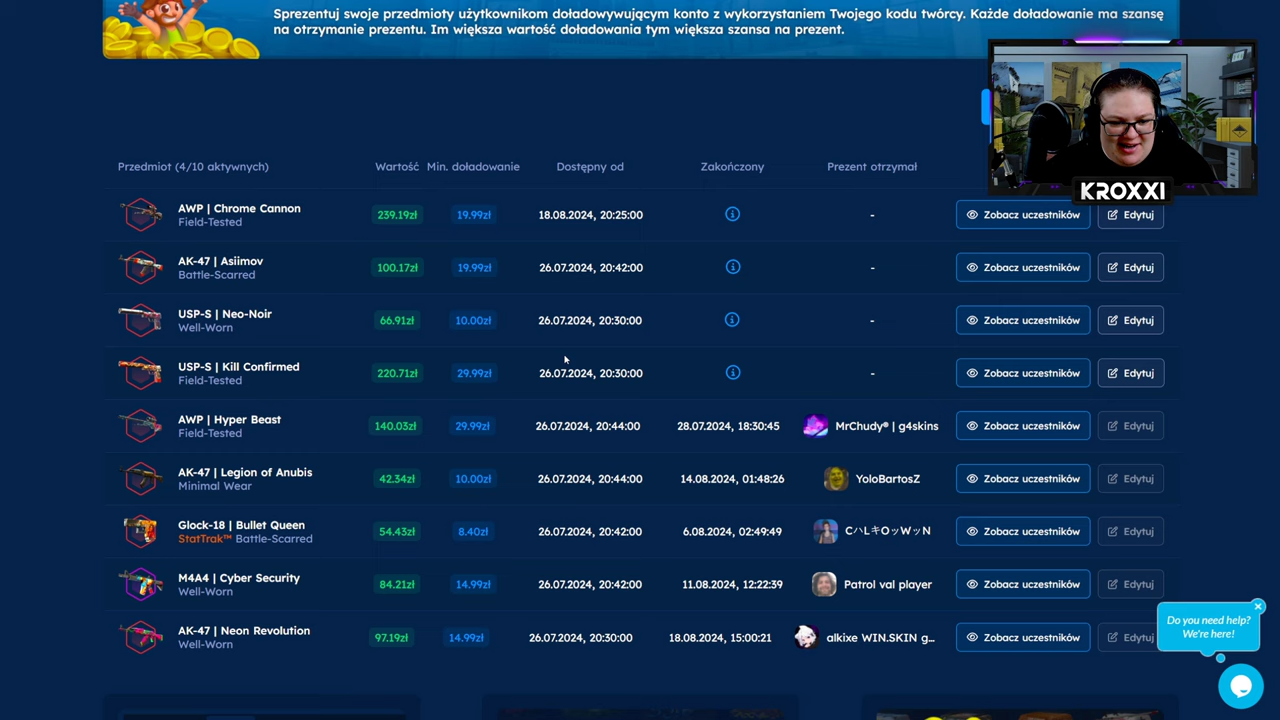 Sprezentuj swoje przedmioty użytkownikom doładowywującym konto z wykorzystaniem Twojego kodu twórcy. Każde doładowanie ma szansę
na otrzymanie prezentu. Im większa wartość doładowania tym większa szansa na prezent.
KROXXI
Przedmiot (4/10 aktywnych) Wartość Min. doładowanie Dostępny od Zakończony Prezent otrzymał
AWP | Chrome Cannon
Field-Tested
239.19zł 19.99zł 18.08.2024, 20:25:00 - Zobacz uczestników Edytuj
AK-47 | Asiimov
Battle-Scarred
100.17zł 19.99zł 26.07.2024, 20:42:00 - Zobacz uczestników Edytuj
USP-S | Neo-Noir
Well-Worn
66.91zł 10.00zł 26.07.2024, 20:30:00 - Zobacz uczestników Edytuj
USP-S | Kill Confirmed
Field-Tested
220.71zł 29.99zł 26.07.2024, 20:30:00 - Zobacz uczestników Edytuj
AWP | Hyper Beast
Field-Tested
140.03zł 29.99zł 26.07.2024, 20:44:00 28.07.2024, 18:30:45 MrChudy® | g4skins Zobacz uczestników Edytuj
AK-47 | Legion of Anubis
Minimal Wear
42.34zł 10.00zł 26.07.2024, 20:44:00 14.08.2024, 01:48:26 YoloBartosZ Zobacz uczestników Edytuj
Glock-18 | Bullet Queen
StatTrak™ Battle-Scarred
54.43zł 8.40zł 26.07.2024, 20:42:00 6.08.2024, 02:49:49 CヘLキOッWッN Zobacz uczestników Edytuj
M4A4 | Cyber Security
Well-Worn
84.21zł 14.99zł 26.07.2024, 20:42:00 11.08.2024, 12:22:39 Patrol val player Zobacz uczestników Edytuj
AK-47 | Neon Revolution
Well-Worn
97.19zł 14.99zł 26.07.2024, 20:30:00 18.08.2024, 15:00:21 alkixe WIN.SKIN g... Zobacz uczestników Edytuj
Do you need help?
We're here!